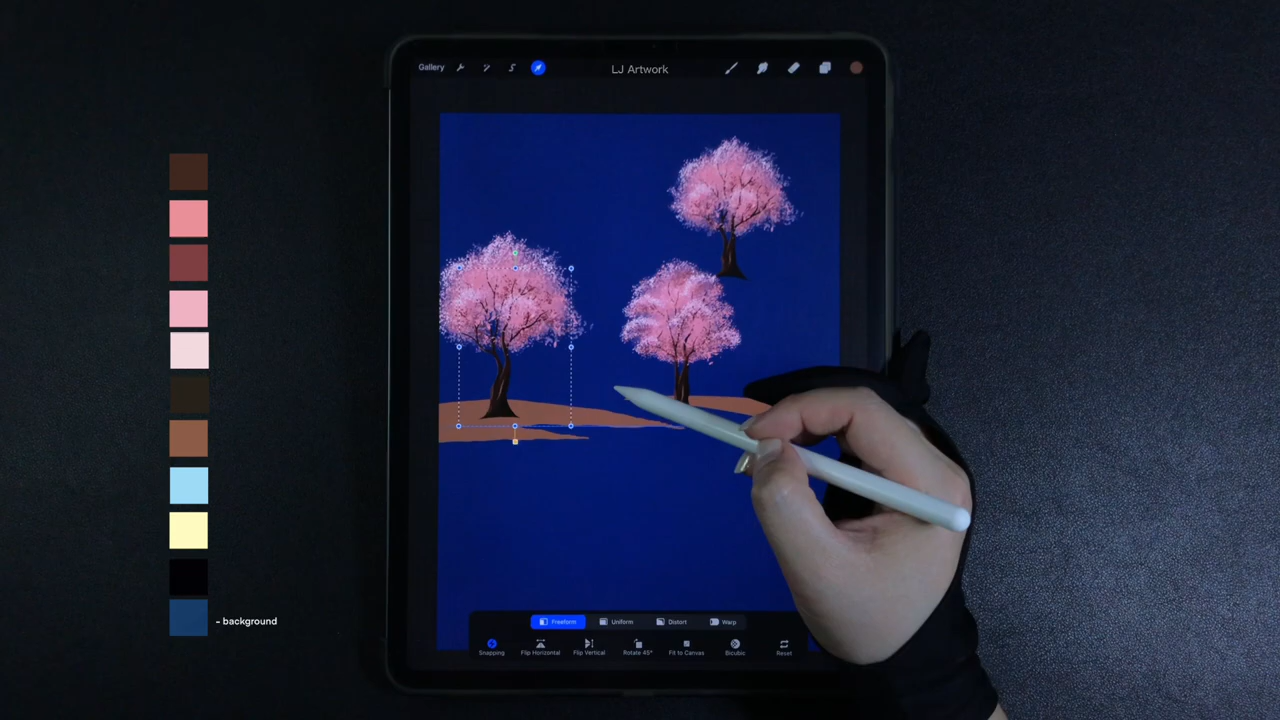 Gallery
LJ Artwork
- background
Freeform Uniform Distort Warp
Snapping Flip Horizontal Flip Vertical Rotate 45° Fit to Canvas Bicubic Reset